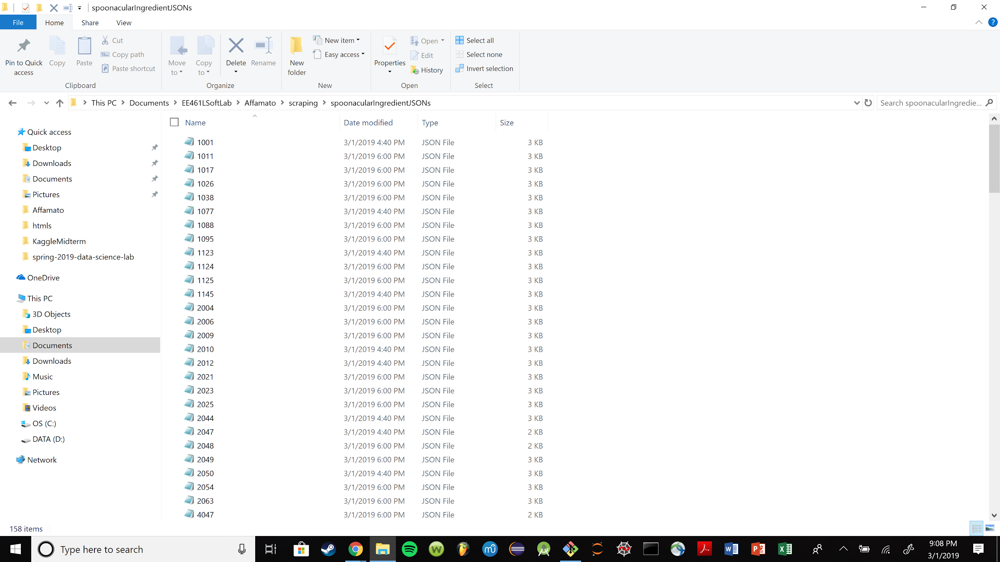 spoonacularIngredientJSONs
File Home Share View
Pin to Quick access
Copy
Paste
Cut
Copy path
Paste shortcut
Clipboard
Move to
Copy to
Delete
Rename
Organize
New folder
New item
Easy access
New
Properties
Open
Edit
History
Open
Select all
Select none
Invert selection
Select
This PC Documents EE461LSoftLab Affamato scraping spoonacularIngredientJSONs
Search spoonacularIngredie...
Quick access
Desktop
Downloads
Documents
Pictures
Affamato
htmls
KaggleMidterm
spring-2019-data-science-lab
OneDrive
This PC
3D Objects
Desktop
Documents
Downloads
Music
Pictures
Videos
OS (C:)
DATA (D:)
Network
Name Date modified Type Size
1001 3/1/2019 4:40 PM JSON File 3 KB
1011 3/1/2019 6:00 PM JSON File 3 KB
1017 3/1/2019 6:00 PM JSON File 3 KB
1026 3/1/2019 6:00 PM JSON File 3 KB
1038 3/1/2019 6:00 PM JSON File 3 KB
1077 3/1/2019 4:40 PM JSON File 3 KB
1088 3/1/2019 6:00 PM JSON File 3 KB
1095 3/1/2019 6:00 PM JSON File 3 KB
1123 3/1/2019 4:40 PM JSON File 3 KB
1124 3/1/2019 6:00 PM JSON File 3 KB
1125 3/1/2019 6:00 PM JSON File 3 KB
1145 3/1/2019 4:40 PM JSON File 3 KB
2004 3/1/2019 6:00 PM JSON File 3 KB
2006 3/1/2019 6:00 PM JSON File 3 KB
2009 3/1/2019 6:00 PM JSON File 3 KB
2010 3/1/2019 4:40 PM JSON File 3 KB
2012 3/1/2019 4:40 PM JSON File 3 KB
2021 3/1/2019 6:00 PM JSON File 3 KB
2023 3/1/2019 6:00 PM JSON File 3 KB
2025 3/1/2019 6:00 PM JSON File 3 KB
2044 3/1/2019 4:40 PM JSON File 3 KB
2047 3/1/2019 4:40 PM JSON File 2 KB
2048 3/1/2019 6:00 PM JSON File 2 KB
2049 3/1/2019 6:00 PM JSON File 3 KB
2050 3/1/2019 4:40 PM JSON File 3 KB
2054 3/1/2019 6:00 PM JSON File 3 KB
2063 3/1/2019 6:00 PM JSON File 3 KB
4047 3/1/2019 6:00 PM JSON File 2 KB
158 items
Type here to search
9:08 PM
3/1/2019